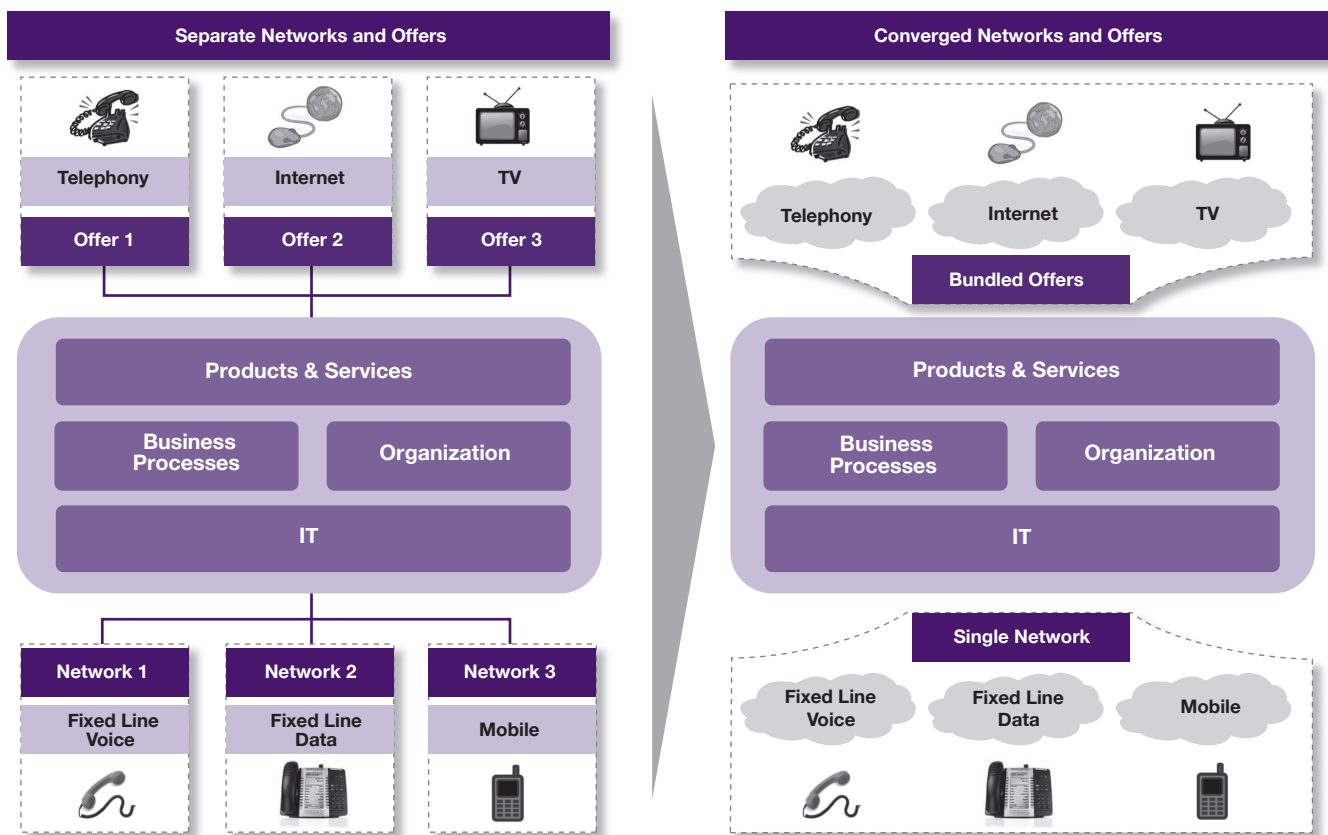 Separate Networks and Offers
Telephony
Internet
TV
Offer 1
Offer 2
Offer 3
Products & Services
Business
Processes
Organization
IT
Network 1
Network 2
Network 3
Fixed Line
Voice
Fixed Line
Data
Mobile
Converged Networks and Offers
Telephony
Internet
TV
Bundled Offers
Products & Services
Business
Processes
Organization
IT
Single Network
Fixed Line
Voice
Fixed Line
Data
Mobile